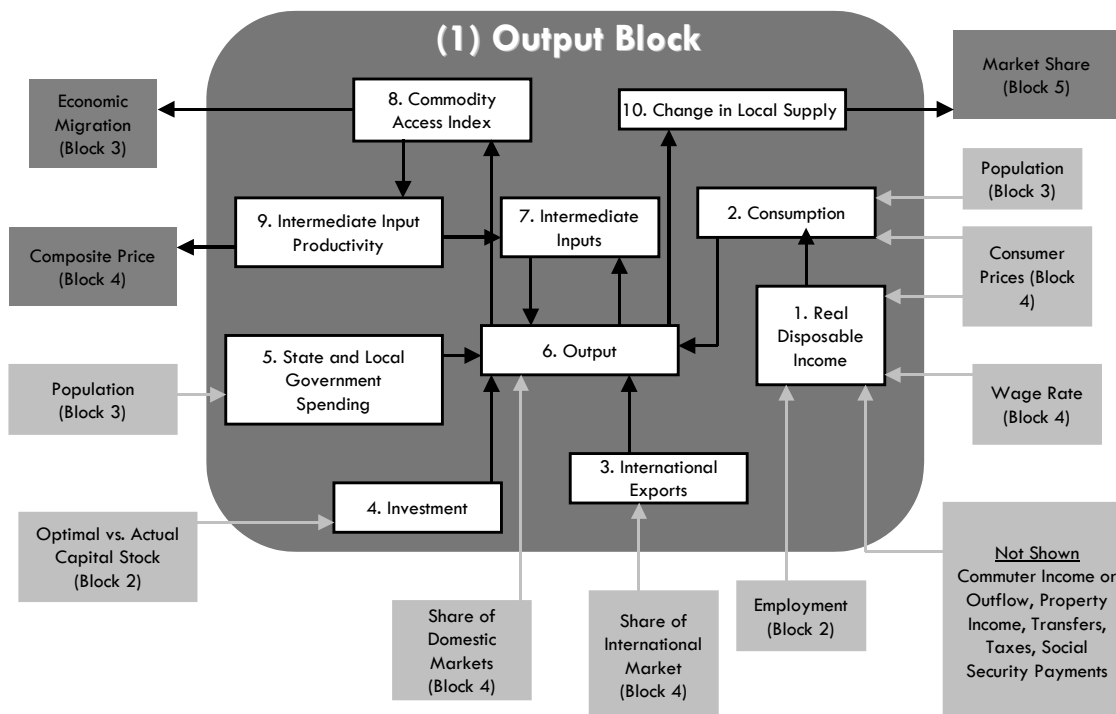 (1) Output Block
Economic
Migration
(Block 3)
8. Commodity
Access Index
10. Change in Local Supply
Market Share
(Block 5)
Population
(Block 3)
9. Intermediate Input
Productivity
7. Intermediate
Inputs
2. Consumption
Composite Price
(Block 4)
Consumer
Prices (Block
4)
1. Real
Disposable
Income
6. Output
5. State and Local
Government
Spending
Population
(Block 3)
Wage Rate
(Block 4)
3. International
Exports
4. Investment
Optimal vs. Actual
Capital Stock
(Block 2)
Share of
Domestic
Markets
(Block 4)
Share of
International
Market
(Block 4)
Employment
(Block 2)
Not Shown
Commuter Income or
Outflow, Property
Income, Transfers,
Taxes, Social
Security Payments